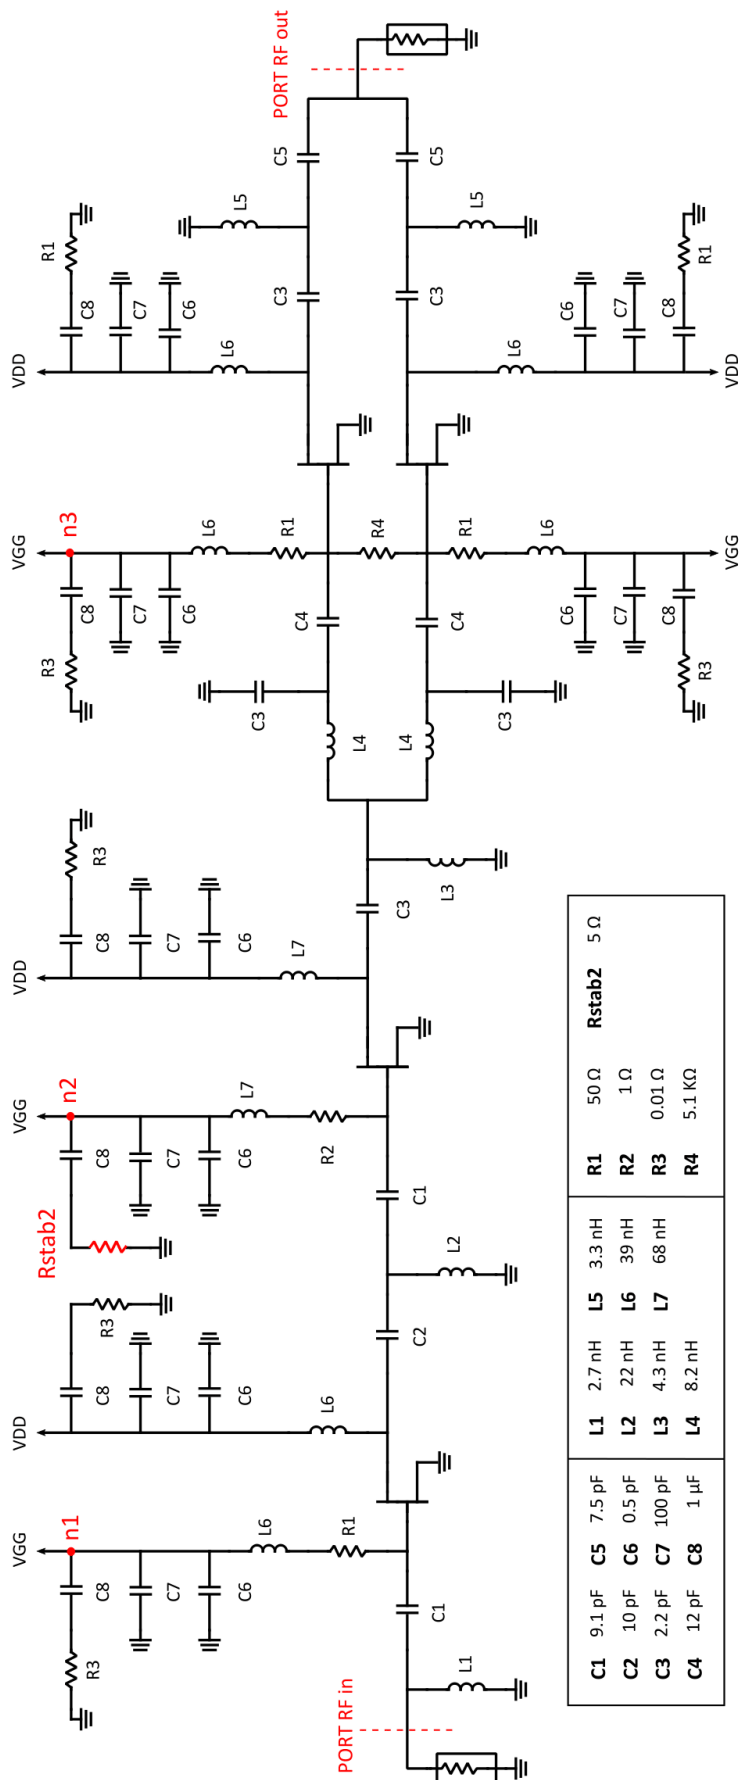 PORT RF in
L1
C1
VGG
n1
R3
C8
C7
C6
L6
R1
VDD
C8
R3
C7
C6
L6
C2
L2
C1
VGG
n2
Rstab2
C8
C7
C6
L7
R2
VDD
C8
R3
C7
C6
L7
C3
L3
L4
L4
C3
C3
C4
C4
VGG
n3
R3
C8
C7
C6
L6
R1
R4
R1
L6
C6
C7
C8
R3
VGG
VDD
C8
R1
C7
C6
L6
C3
L5
C5
C3
L5
C5
L6
C6
C7
C8
R1
VDD
PORT RF out
C1 9.1 pF C5 7.5 pF L1 2.7 nH L5 3.3 nH R1 50 Ω Rstab2 5 Ω
C2 10 pF C6 0.5 pF L2 22 nH L6 39 nH R2 1 Ω
C3 2.2 pF C7 100 pF L3 4.3 nH L7 68 nH R3 0.01 Ω
C4 12 pF C8 1 µF L4 8.2 nH R4 5.1 KΩ